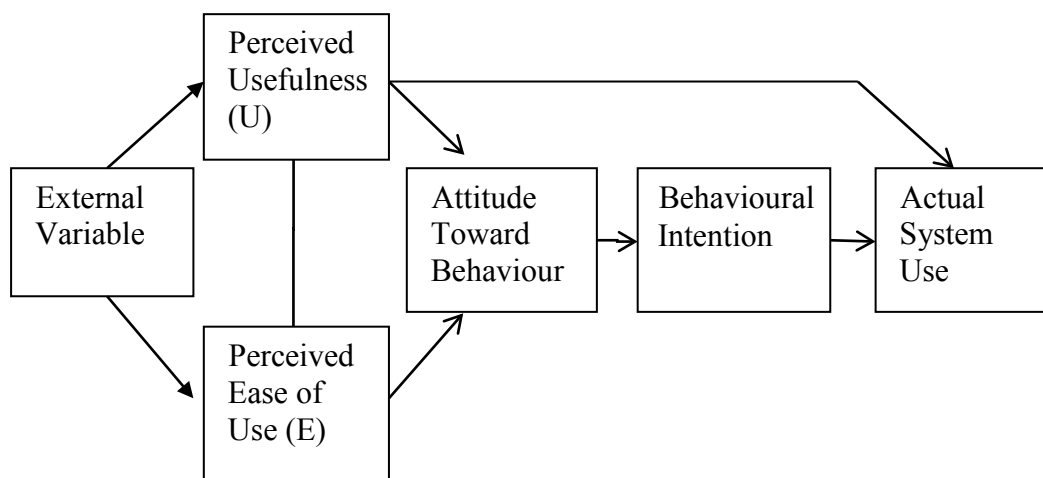 Perceived
Usefulness
(U)
External
Variable
Attitude
Toward
Behaviour
Behavioural
Intention
Actual
System
Use
Perceived
Ease of
Use (E)